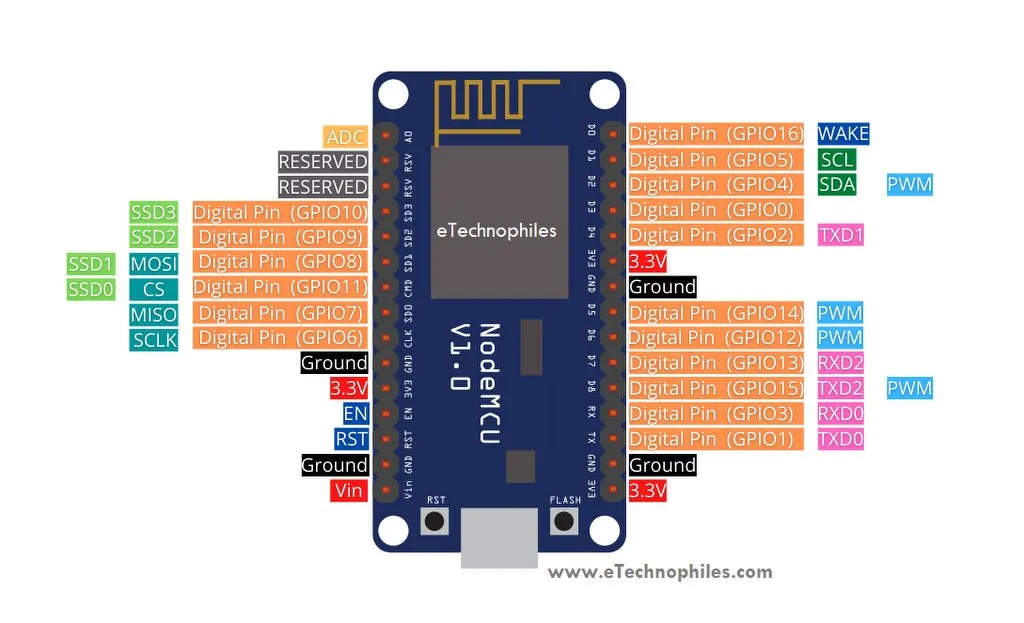 ADC A0 D0 Digital Pin (GPIO16) WAKE
RESERVED RSV D1 Digital Pin (GPIO5) SCL
RESERVED RSV D2 Digital Pin (GPIO4) SDA PWM
SSD3 Digital Pin (GPIO10) SD3 D3 Digital Pin (GPIO0)
SSD2 Digital Pin (GPIO9) SD2 eTechnophiles D4 Digital Pin (GPIO2) TXD1
SSD1 MOSI Digital Pin (GPIO8) SD1 3V3 3.3V
SSD0 CS Digital Pin (GPIO11) CMD GND Ground
MISO Digital Pin (GPIO7) SD0 D5 Digital Pin (GPIO14) PWM
SCLK Digital Pin (GPIO6) CLK D6 Digital Pin (GPIO12) PWM
Ground GND D7 Digital Pin (GPIO13) RXD2
3.3V 3V3 D8 Digital Pin (GPIO15) TXD2 PWM
EN EN RX Digital Pin (GPIO3) RXD0
RST RST TX Digital Pin (GPIO1) TXD0
Ground GND GND Ground
Vin Vin 3V3 3.3V
NodeMCU
V1.0
RST FLASH
www.eTechnophiles.com